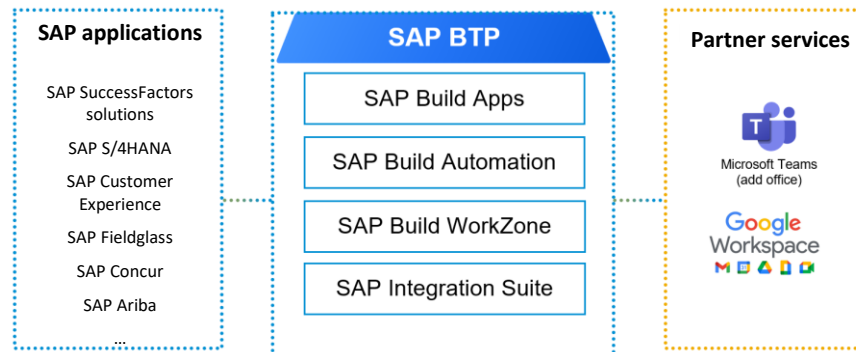 SAP applications
SAP SuccessFactors
solutions
SAP S/4HANA
SAP Customer
Experience
SAP Fieldglass
SAP Concur
SAP Ariba
...
SAP BTP
SAP Build Apps
SAP Build Automation
SAP Build WorkZone
SAP Integration Suite
Partner services
T
Microsoft Teams
(add office)
Google
Workspace